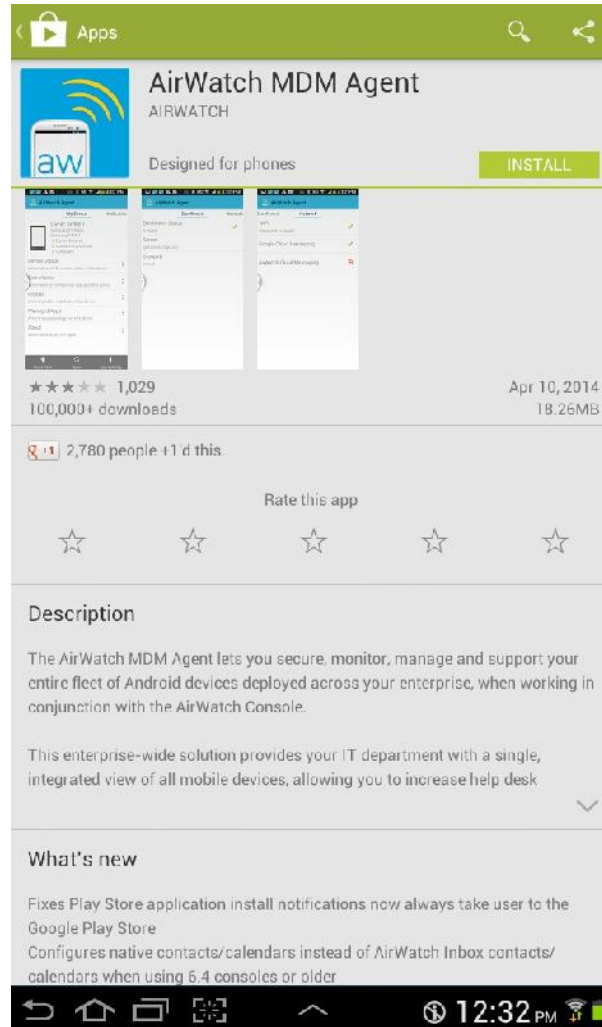 Apps
AirWatch MDM Agent
AIRWATCH
aw
Designed for phones
INSTALL
1,029
100,000+ downloads
Apr 10, 2014
18.26MB
+1
2,780 people +1'd this.
Rate this app
Description
The AirWatch MDM Agent lets you secure, monitor, manage and support your
entire fleet of Android devices deployed across your enterprise, when working in
conjunction with the AirWatch Console.
This enterprise-wide solution provides your IT department with a single,
integrated view of all mobile devices, allowing you to increase help desk
What's new
Fixes Play Store application install notifications now always take user to the
Google Play Store
Configures native contacts/calendars instead of AirWatch Inbox contacts/
calendars when using 6.4 consoles or older
12:32 PM